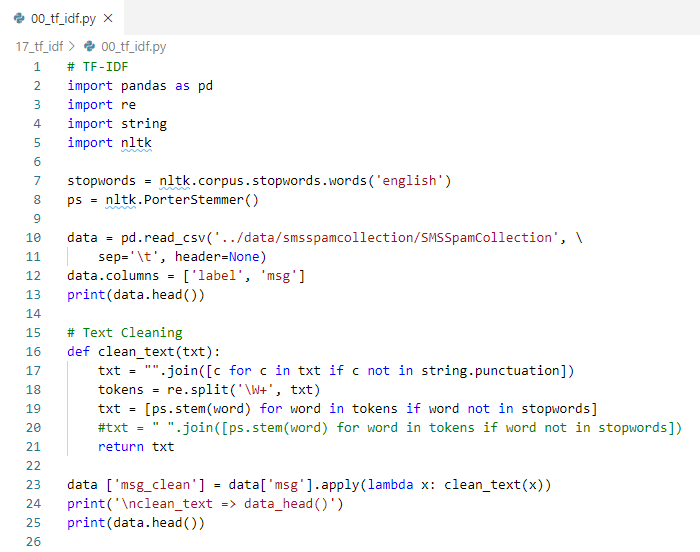 00_tf_idf.py ×
17_tf_idf > 00_tf_idf.py
1 # TF-IDF
2 import pandas as pd
3 import re
4 import string
5 import nltk
6
7 stopwords = nltk.corpus.stopwords.words('english')
8 ps = nltk.PorterStemmer()
9
10 data = pd.read_csv('../data/smsspamcollection/SMSSpamCollection', \
11     sep='\t', header=None)
12 data.columns = ['label', 'msg']
13 print(data.head())
14
15 # Text Cleaning
16 def clean_text(txt):
17     txt = "".join([c for c in txt if c not in string.punctuation])
18     tokens = re.split('\W+', txt)
19     txt = [ps.stem(word) for word in tokens if word not in stopwords]
20     #txt = " ".join([ps.stem(word) for word in tokens if word not in stopwords])
21     return txt
22
23 data ['msg_clean'] = data['msg'].apply(lambda x: clean_text(x))
24 print('\nclean_text => data_head()')
25 print(data.head())
26